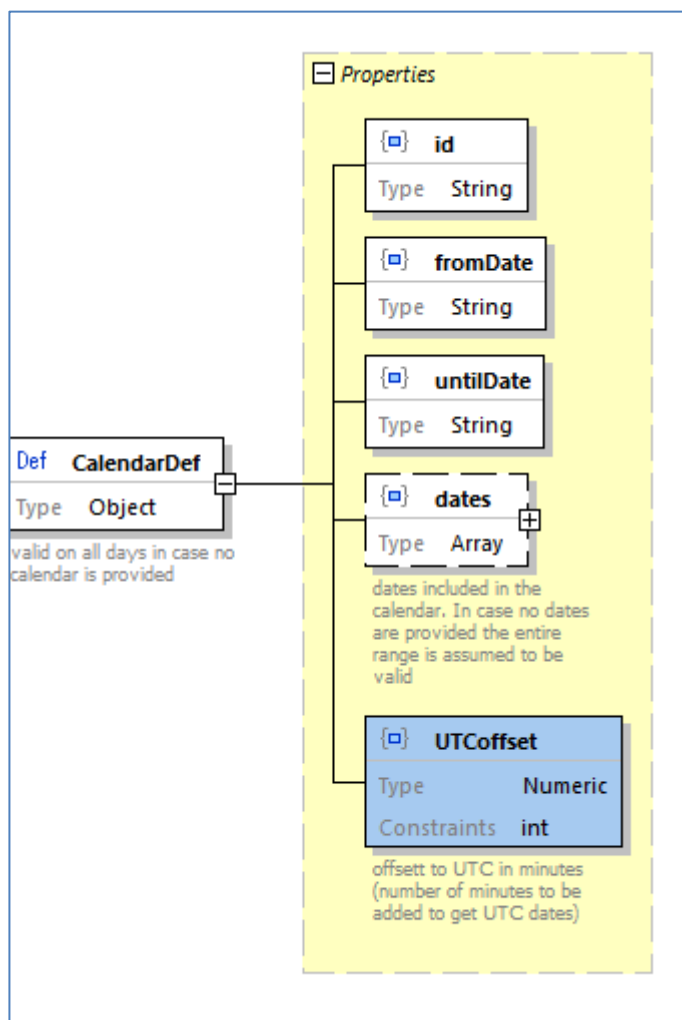 Properties
id
Type String
fromDate
Type String
untilDate
Type String
Def CalendarDef
Type Object
valid on all days in case no
calendar is provided
dates
Type Array
dates included in the
calendar. In case no dates
are provided the entire
range is assumed to be
valid
UTCoffset
Type Numeric
Constraints int
offsett to UTC in minutes
(number of minutes to be
added to get UTC dates)